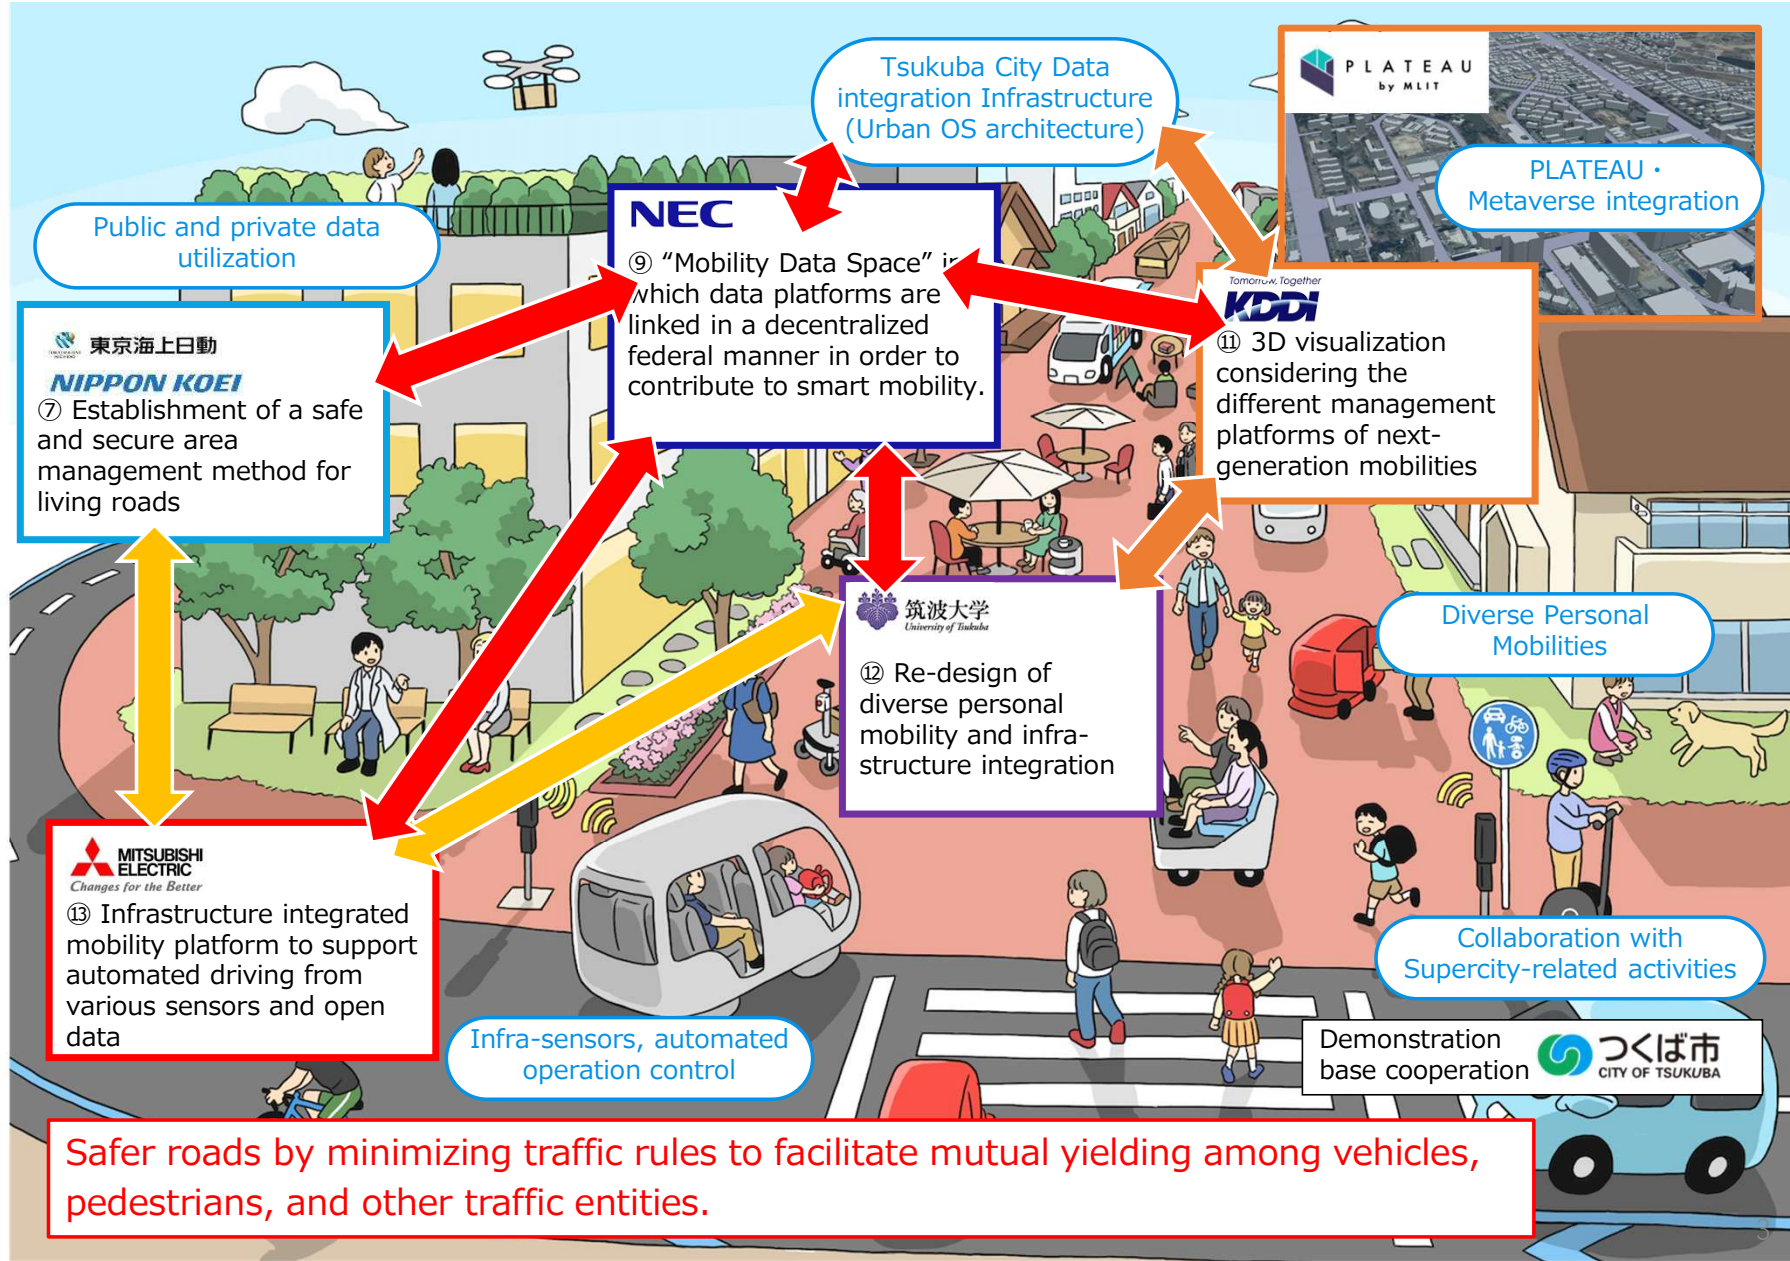 Tsukuba City Data
integration Infrastructure
(Urban OS architecture)
PLATEAU
by MLIT
PLATEAU・
Metaverse integration
Public and private data
utilization
NEC
⑨ “Mobility Data Space” in
which data platforms are
linked in a decentralized
federal manner in order to
contribute to smart mobility.
Tomorrow, Together
KDDI
⑪ 3D visualization
considering the
different management
platforms of next-
generation mobilities
東京海上日動
NIPPON KOEI
⑦ Establishment of a safe
and secure area
management method for
living roads
筑波大学
University of Tsukuba
⑫ Re-design of
diverse personal
mobility and infra-
structure integration
Diverse Personal
Mobilities
MITSUBISHI
ELECTRIC
Changes for the Better
⑬ Infrastructure integrated
mobility platform to support
automated driving from
various sensors and open
data
Infra-sensors, automated
operation control
Collaboration with
Supercity-related activities
Demonstration
base cooperation
つくば市
CITY OF TSUKUBA
Safer roads by minimizing traffic rules to facilitate mutual yielding among vehicles,
pedestrians, and other traffic entities.
3